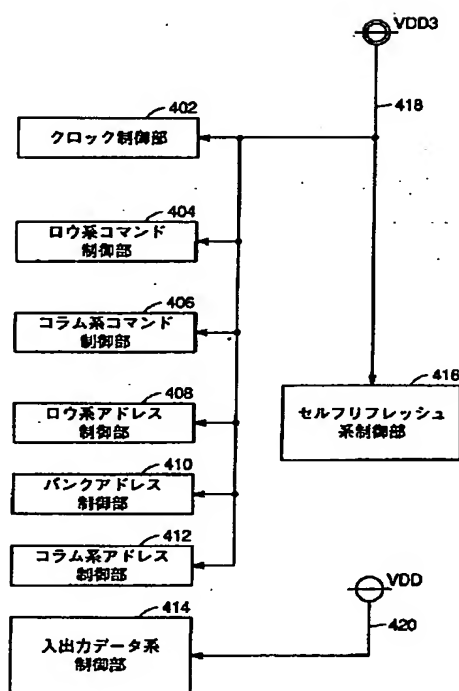 VDD3
418
402
クロック制御部
404
ロウ系コマンド
制御部
406
コラム系コマンド
制御部
408
ロウ系アドレス
制御部
410
バンクアドレス
制御部
412
コラム系アドレス
制御部
414
入出力データ系
制御部
416
セルフリフレッシュ
系制御部
VDD
420